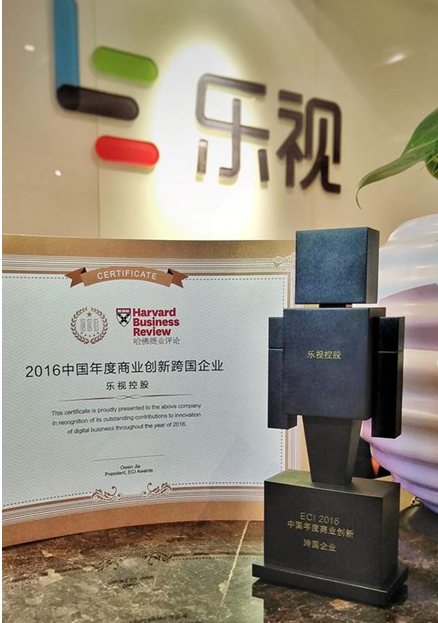 乐视
CERTIFICATE
Harvard
Business
Review
哈佛商业评论
2016中国年度商业创新跨国企业
乐视控股
This certificate is proudly presented to the above company
in recognition of its outstanding contributions to innovation
of digital business throughout the year of 2016.
Owen Jia
President, ECI Awards
乐视控股
ECI 2016
中国年度商业创新
跨国企业